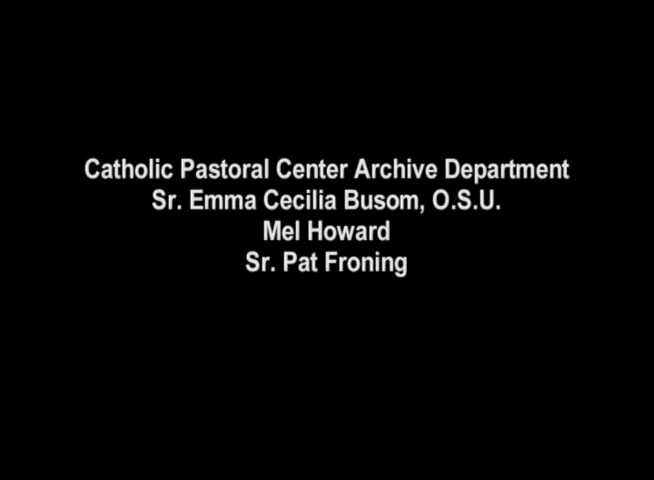 Catholic Pastoral Center Archive Department
Sr. Emma Cecilia Busom, O.S.U.
Mel Howard
Sr. Pat Froning